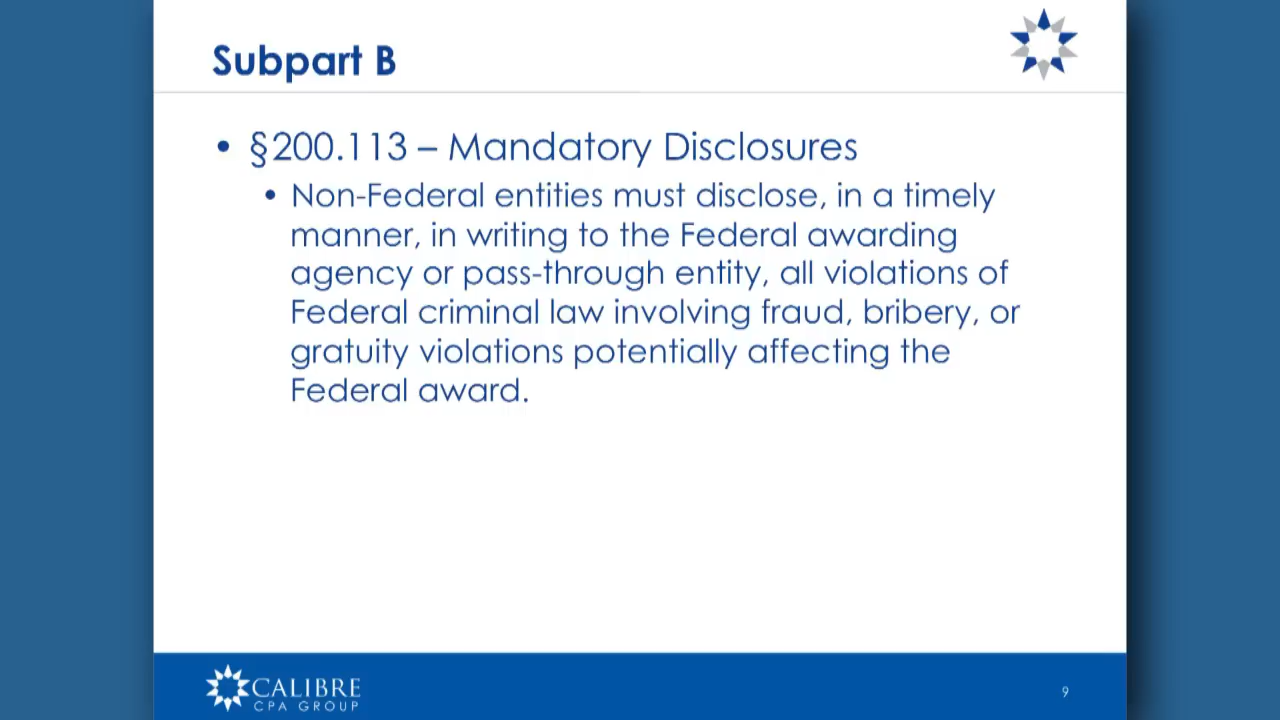 Subpart B
• §200.113 – Mandatory Disclosures
• Non-Federal entities must disclose, in a timely
manner, in writing to the Federal awarding
agency or pass-through entity, all violations of
Federal criminal law involving fraud, bribery, or
gratuity violations potentially affecting the
Federal award.
CALIBRE
CPA GROUP
9